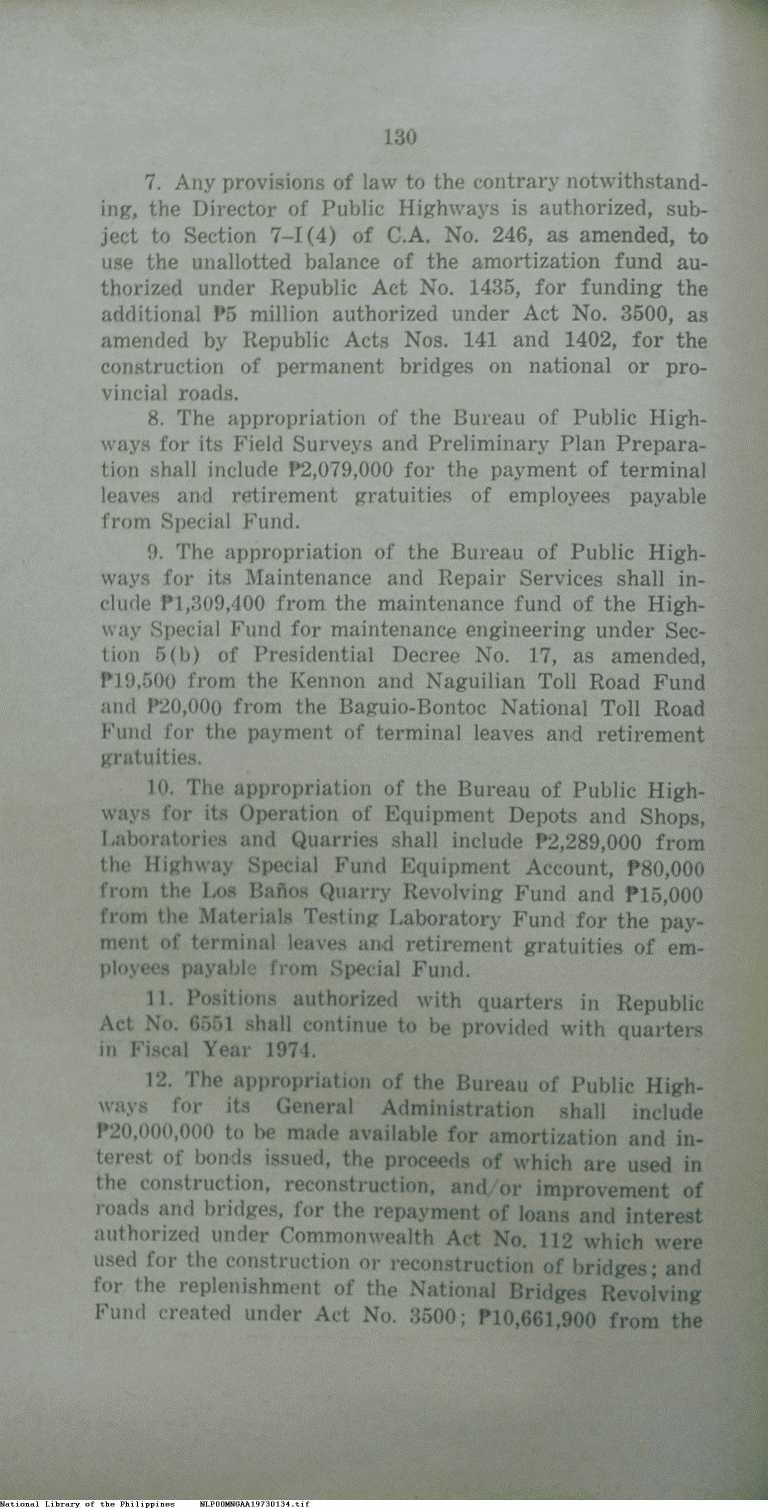 130
7. Any provisions of law to the contrary notwithstand-
ing, the Director of Public Highways is authorized, sub-
ject to Section 7–I(4) of C.A. No. 246, as amended, to
use the unallotted balance of the amortization fund au-
thorized under Republic Act No. 1435, for funding the
additional ₱5 million authorized under Act No. 3500, as
amended by Republic Acts Nos. 141 and 1402, for the
construction of permanent bridges on national or pro-
vincial roads.
8. The appropriation of the Bureau of Public High-
ways for its Field Surveys and Preliminary Plan Prepara-
tion shall include ₱2,079,000 for the payment of terminal
leaves and retirement gratuities of employees payable
from Special Fund.
9. The appropriation of the Bureau of Public High-
ways for its Maintenance and Repair Services shall in-
clude ₱1,309,400 from the maintenance fund of the High-
way Special Fund for maintenance engineering under Sec-
tion 5(b) of Presidential Decree No. 17, as amended,
₱19,500 from the Kennon and Naguilian Toll Road Fund
and ₱20,000 from the Baguio-Bontoc National Toll Road
Fund for the payment of terminal leaves and retirement
gratuities.
10. The appropriation of the Bureau of Public High-
ways for its Operation of Equipment Depots and Shops,
Laboratories and Quarries shall include ₱2,289,000 from
the Highway Special Fund Equipment Account, ₱80,000
from the Los Baños Quarry Revolving Fund and ₱15,000
from the Materials Testing Laboratory Fund for the pay-
ment of terminal leaves and retirement gratuities of em-
ployees payable from Special Fund.
11. Positions authorized with quarters in Republic
Act No. 6551 shall continue to be provided with quarters
in Fiscal Year 1974.
12. The appropriation of the Bureau of Public High-
ways for its General Administration shall include
₱20,000,000 to be made available for amortization and in-
terest of bonds issued, the proceeds of which are used in
the construction, reconstruction, and/or improvement of
roads and bridges, for the repayment of loans and interest
authorized under Commonwealth Act No. 112 which were
used for the construction or reconstruction of bridges; and
for the replenishment of the National Bridges Revolving
Fund created under Act No. 3500; ₱10,661,900 from the
National Library of the Philippines NLP00MNGAA19730134.tif